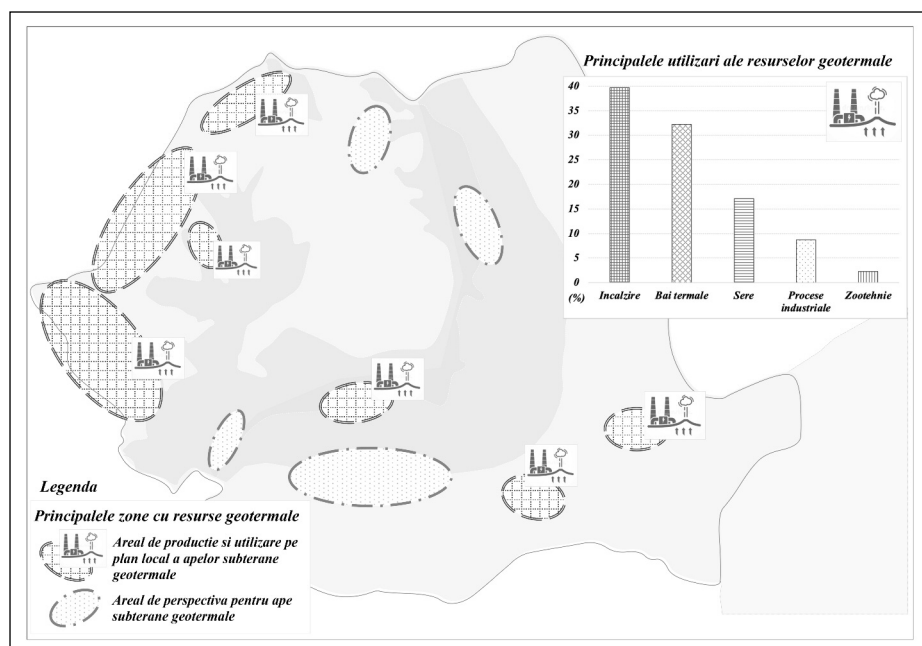 Principalele utilizari ale resurselor geotermale
40
35
30
25
20
15
10
5
0
(%)
Incalzire
Bai termale
Sere
Procese
industriale
Zootehnie
Legenda
Principalele zone cu resurse geotermale
Areal de productie si utilizare pe
plan local a apelor subterane
geotermale
Areal de perspectiva pentru ape
subterane geotermale